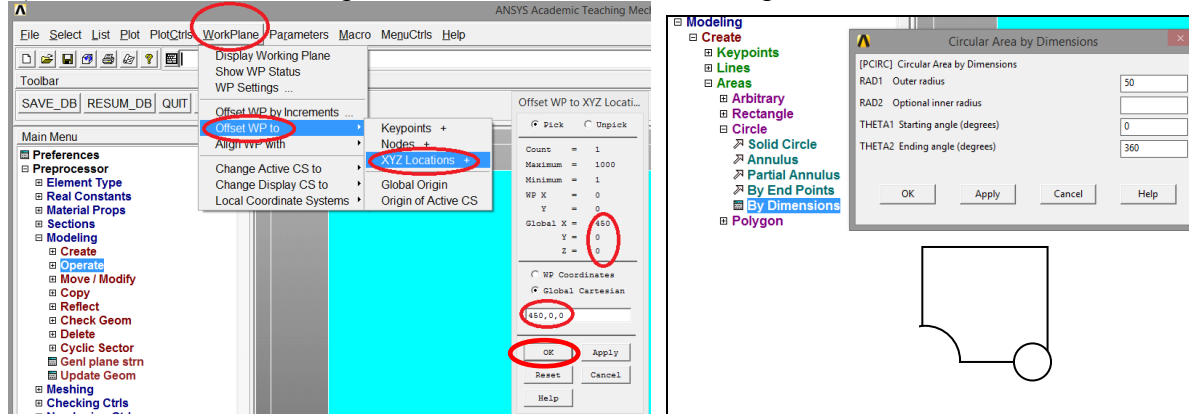 ANSYS Academic Teaching Mec
File Select List Plot PlotCtrls WorkPlane Parameters Macro MenuCtrls Help
Toolbar
SAVE_DB RESUM_DB QUIT
Main Menu
Preferences
Preprocessor
Element Type
Real Constants
Material Props
Sections
Modeling
Create
Operate
Move / Modify
Copy
Reflect
Check Geom
Delete
Cyclic Sector
Genl plane strn
Update Geom
Meshing
Checking Ctrls
Display Working Plane
Show WP Status
WP Settings ...
Offset WP by Increments ...
Offset WP to
Align WP with
Change Active CS to
Change Display CS to
Local Coordinate Systems
Keypoints +
Nodes +
XYZ Locations +
Global Origin
Origin of Active CS
Offset WP to XYZ Locati...
Pick Unpick
Count = 1
Maximum = 1000
Minimum = 1
WP X = 0
Y = 0
Global X = 450
Y = 0
Z = 0
WP Coordinates
Global Cartesian
450,0,0
OK Apply
Reset Cancel
Help
Modeling
Create
Keypoints
Lines
Areas
Arbitrary
Rectangle
Circle
Solid Circle
Annulus
Partial Annulus
By End Points
By Dimensions
Polygon
Circular Area by Dimensions
[PCIRC] Circular Area by Dimensions
RAD1 Outer radius 50
RAD2 Optional inner radius
THETA1 Starting angle (degrees) 0
THETA2 Ending angle (degrees) 360
OK Apply Cancel Help